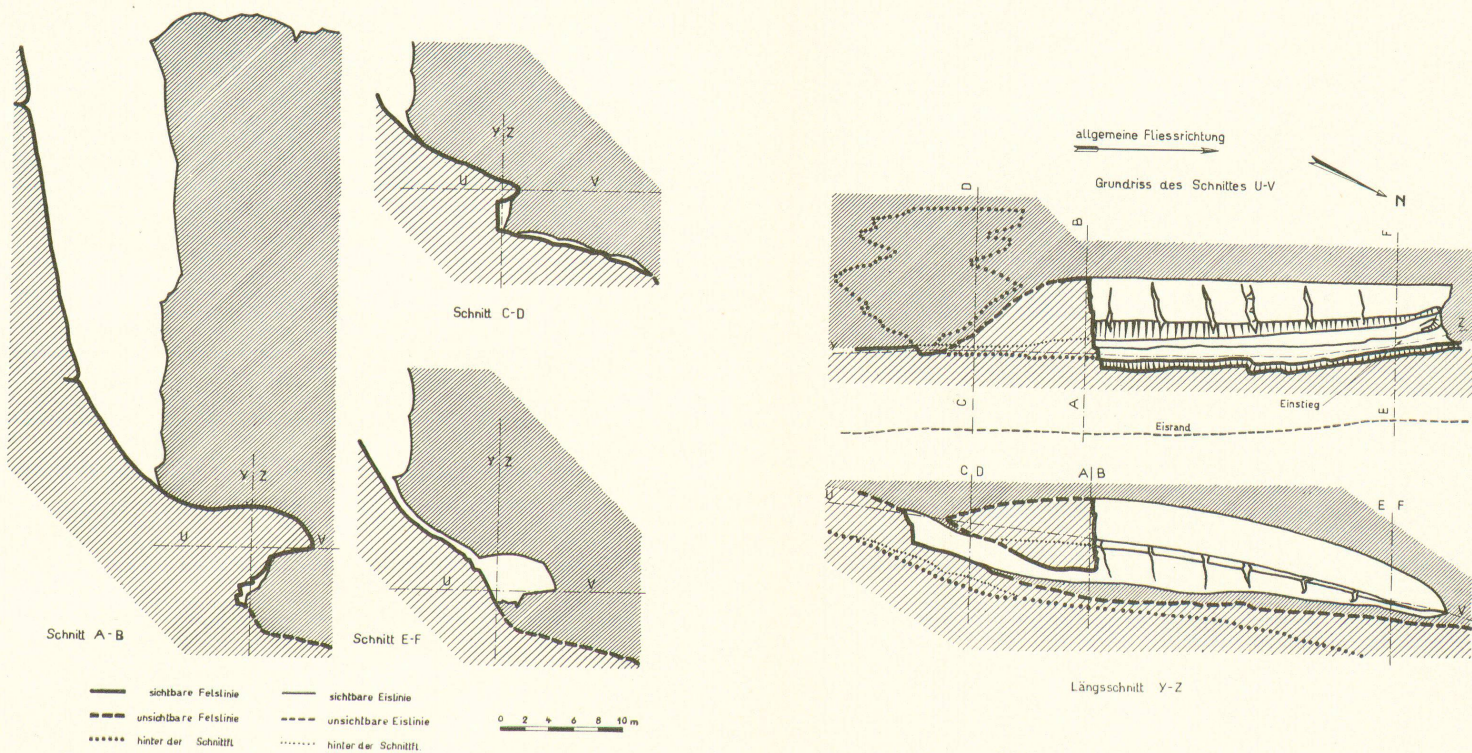 Y Z
U V
Schnitt A-B
Y Z
U V
Schnitt C-D
Y Z
U V
Schnitt E-F
sichtbare Felslinie
unsichtbare Felslinie
hinter der Schnittfl.
sichtbare Eislinie
unsichtbare Eislinie
hinter der Schnittfl.
0 2 4 6 8 10 m
allgemeine Fliessrichtung
Grundriss des Schnittes U-V
N
D
B
F
Y
Z
C
A
E
Einstieg
Eisrand
C D
A B
E F
U
V
Längsschnitt Y-Z